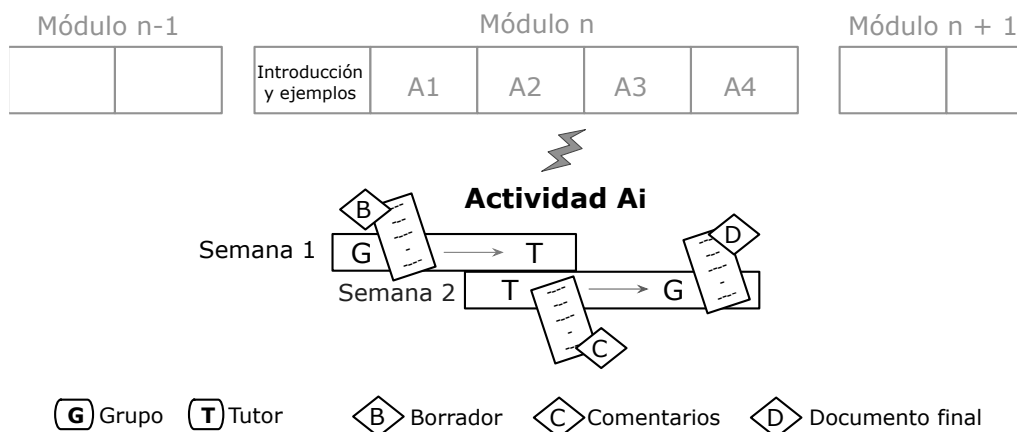 Módulo n-1
Módulo n
Módulo n + 1
Introducción
y ejemplos
A1
A2
A3
A4
Actividad Ai
B
D
Semana 1
G
T
Semana 2
T
G
C
G Grupo
T Tutor
B Borrador
C Comentarios
D Documento final